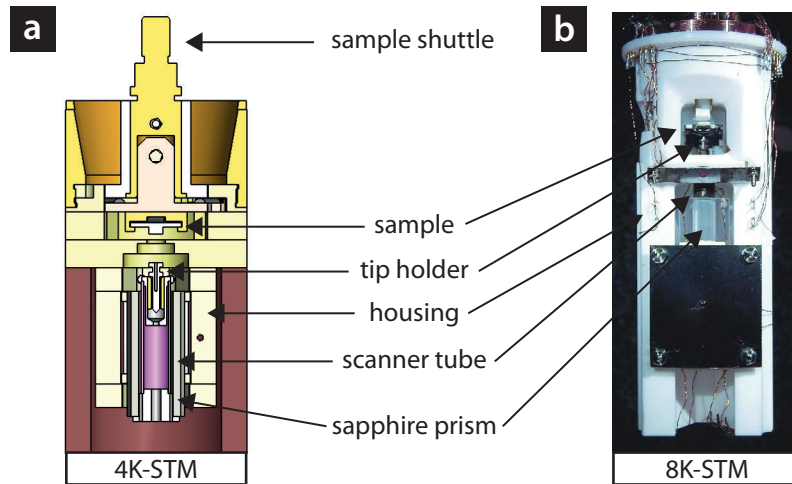 a
b
sample shuttle
sample
tip holder
housing
scanner tube
sapphire prism
4K-STM
8K-STM